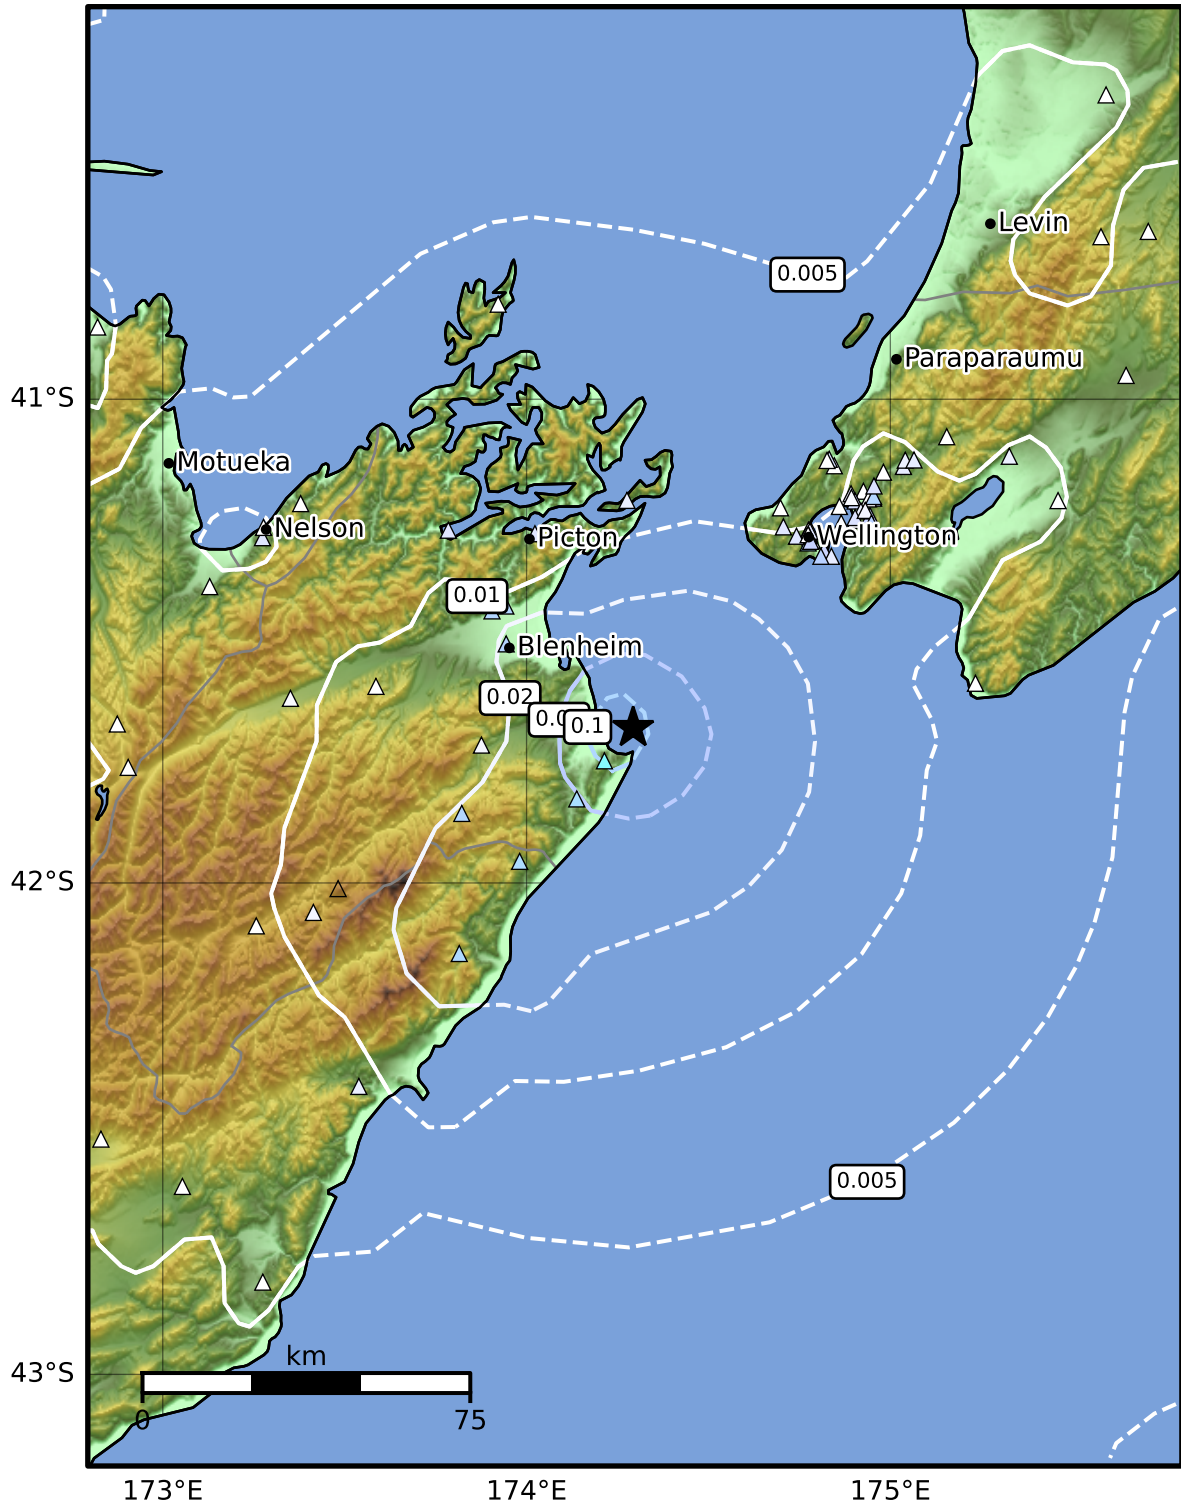 Levin
0.005
Paraparaumu
41°S
Motueka
Nelson
Picton
Wellington
0.01
Blenheim
0.02
0.1
42°S
0.005
km
43°S
0
75
173°E
174°E
175°E